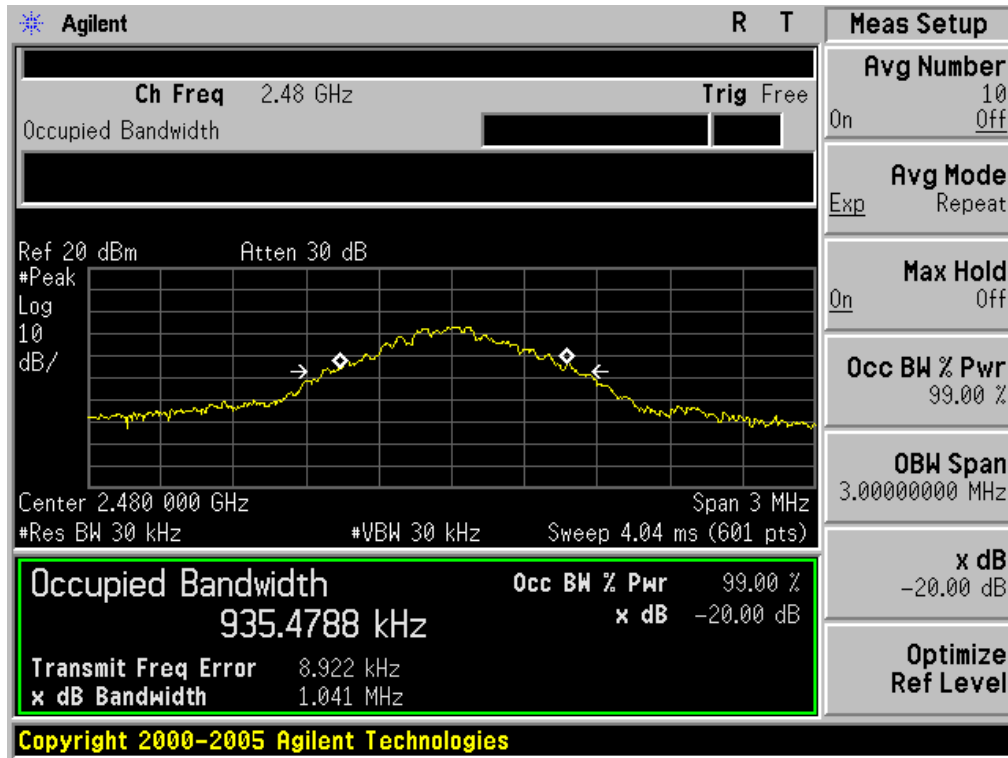 Agilent R T
Ch Freq 2.48 GHz Trig Free
Occupied Bandwidth
Ref 20 dBm Atten 30 dB
#Peak
Log
10
dB/
Center 2.480 000 GHz Span 3 MHz
#Res BW 30 kHz #VBW 30 kHz Sweep 4.04 ms (601 pts)
Occupied Bandwidth Occ BW % Pwr 99.00 %
935.4788 kHz x dB -20.00 dB
Transmit Freq Error 8.922 kHz
x dB Bandwidth 1.041 MHz
Copyright 2000-2005 Agilent Technologies
Meas Setup
Avg Number
10
On Off
Avg Mode
Exp Repeat
Max Hold
On Off
Occ BW % Pwr
99.00 %
OBW Span
3.00000000 MHz
x dB
-20.00 dB
Optimize
Ref Level